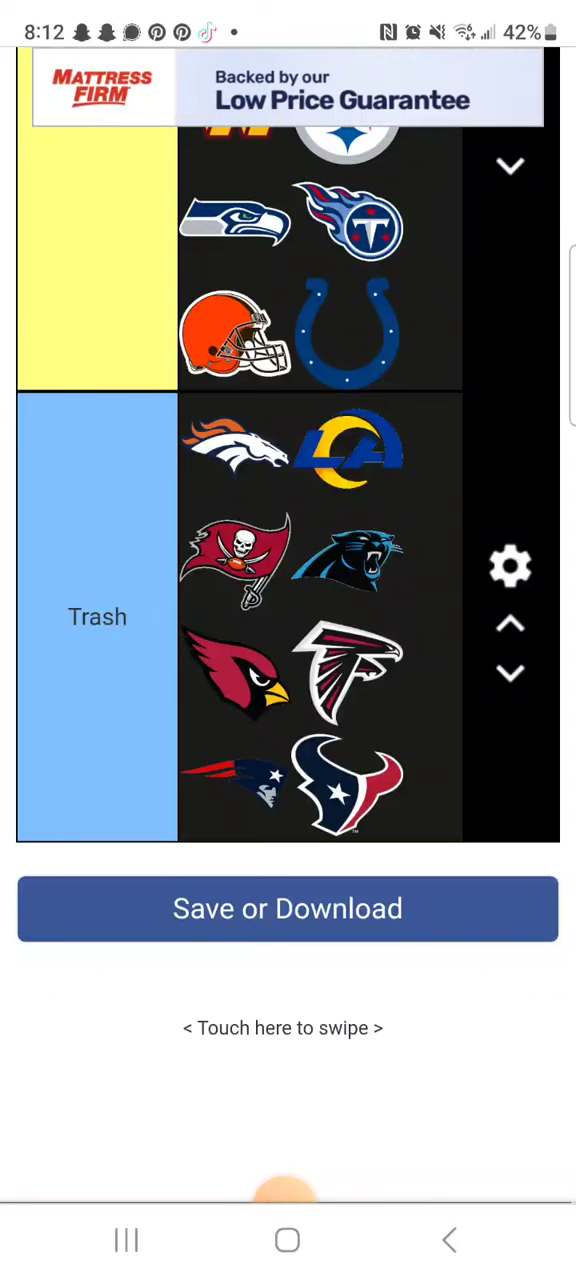 8:12
42%
MATTRESS
FIRM
Backed by our
Low Price Guarantee
T
LA
Trash
Save or Download
< Touch here to swipe >